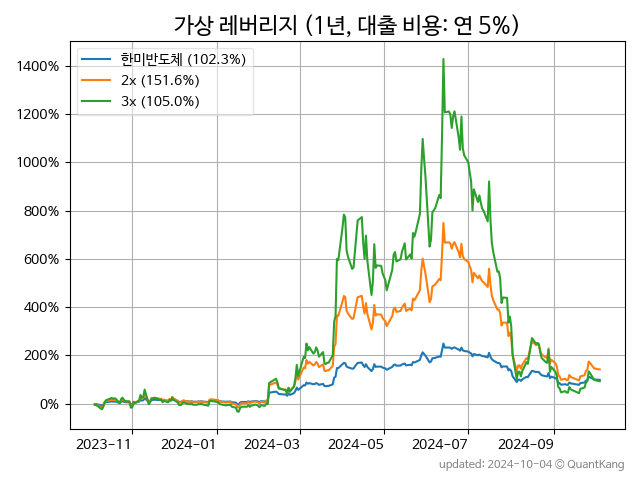 가상 레버리지 (1년, 대출 비용: 연 5%)
한미반도체 (102.3%)
2x (151.6%)
3x (105.0%)
1400%
1200%
1000%
800%
600%
400%
200%
0%
2023-11 2024-01 2024-03 2024-05 2024-07 2024-09
updated: 2024-10-04 © QuantKang